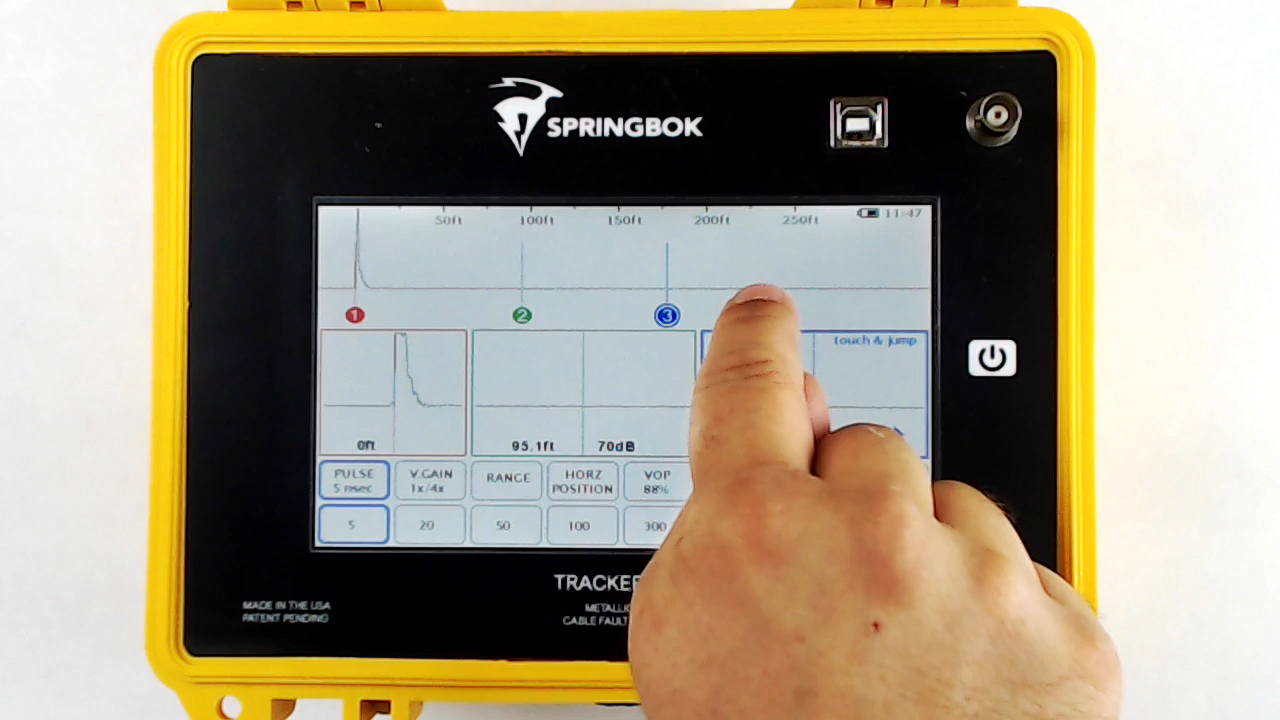 SPRINGBOK
50ft 100ft 150ft 200ft 250ft 11:47
1 2 3
touch & jump
0ft 95.1ft 70dB
PULSE V.GAIN RANGE HORZ VOP
5 nsec 1x/4x POSITION 88%
5 20 50 100 300
TRACKE
MADE IN THE USA METALLI
PATENT PENDING CABLE FAULT